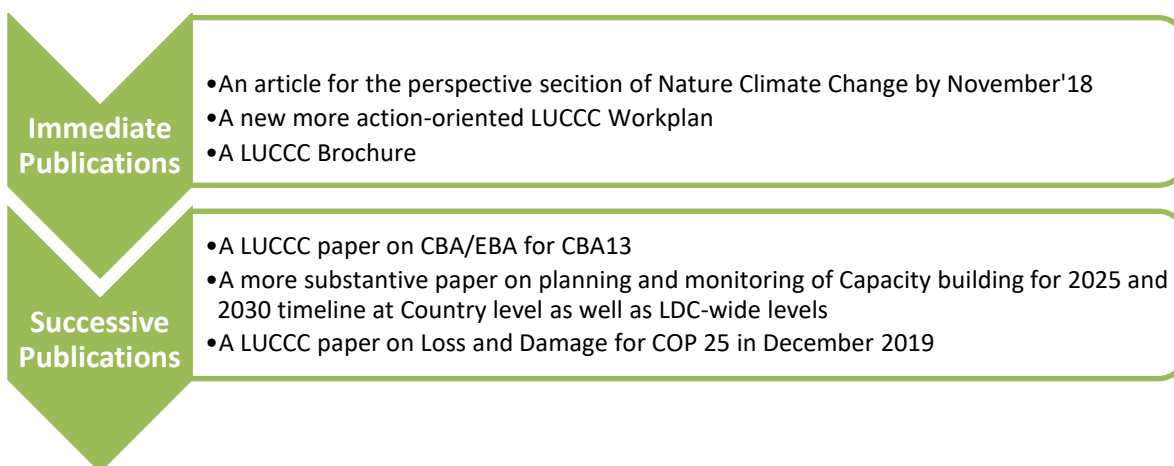 Immediate
Publications
•An article for the perspective secition of Nature Climate Change by November'18
•A new more action-oriented LUCCC Workplan
•A LUCCC Brochure
Successive
Publications
•A LUCCC paper on CBA/EBA for CBA13
•A more substantive paper on planning and monitoring of Capacity building for 2025 and
2030 timeline at Country level as well as LDC-wide levels
•A LUCCC paper on Loss and Damage for COP 25 in December 2019